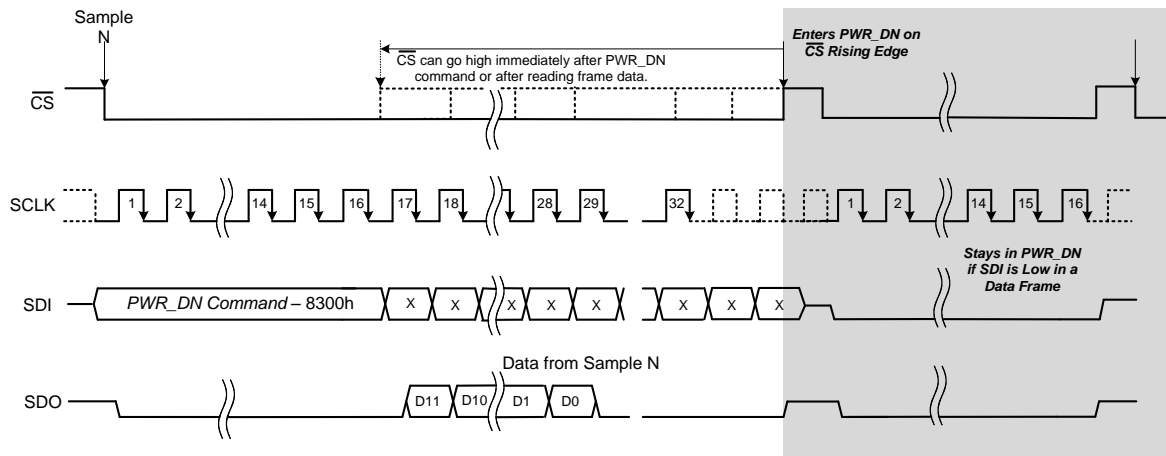 Sample
N
CS can go high immediately after PWR_DN
command or after reading frame data.
Enters PWR_DN on
CS Rising Edge
CS
SCLK
1 2 14 15 16 17 18 28 29 32 1 2 14 15 16
Stays in PWR_DN
if SDI is Low in a
Data Frame
SDI
PWR_DN Command – 8300h X X X X X X X X
Data from Sample N
SDO
D11 D10 D1 D0